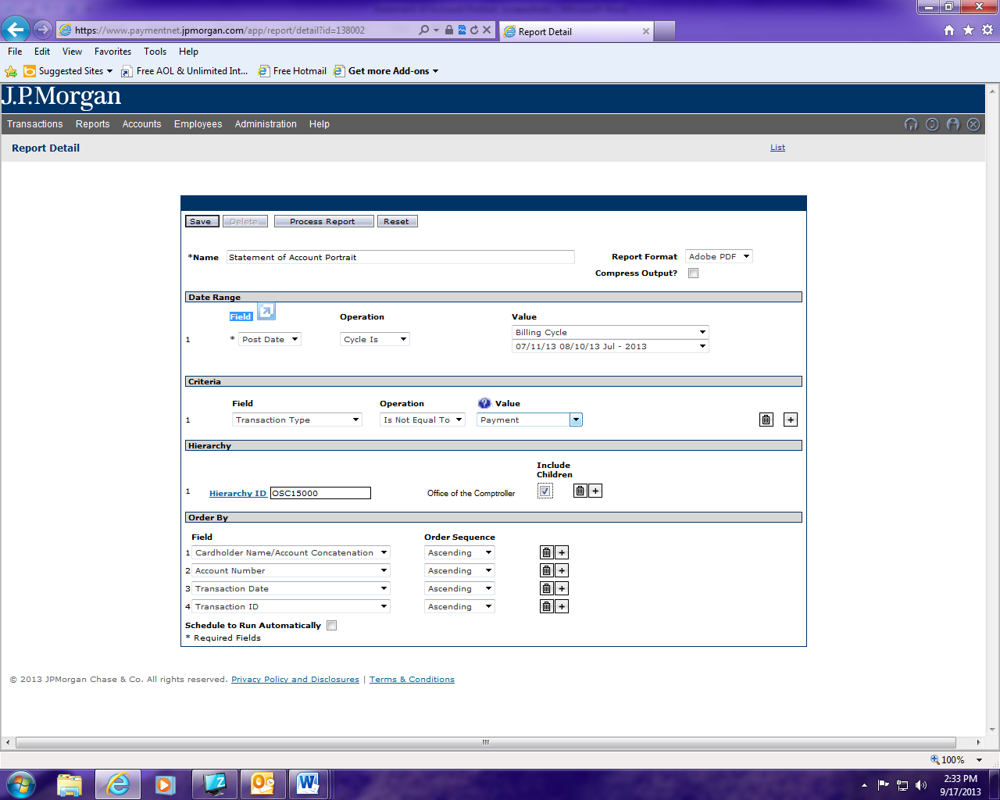 https://www.paymentnet.jpmorgan.com/app/report/detail?id=138002
Report Detail
File Edit View Favorites Tools Help
Suggested Sites Free AOL & Unlimited Int... Free Hotmail Get more Add-ons
J.P.Morgan
Transactions Reports Accounts Employees Administration Help
Report Detail List
Save Delete Process Report Reset
*Name Statement of Account Portrait Report Format Adobe PDF
Compress Output?
Date Range
Field Operation Value
Billing Cycle
1 * Post Date Cycle Is
07/11/13 08/10/13 Jul - 2013
Criteria
Field Operation ? Value
1 Transaction Type Is Not Equal To Payment
Hierarchy
Include
Children
1 Hierarchy ID OSC15000 Office of the Comptroller
Order By
Field Order Sequence
1 Cardholder Name/Account Concatenation Ascending
2 Account Number Ascending
3 Transaction Date Ascending
4 Transaction ID Ascending
Schedule to Run Automatically
* Required Fields
© 2013 JPMorgan Chase & Co. All rights reserved. Privacy Policy and Disclosures | Terms & Conditions
100%
2:33 PM
9/17/2013